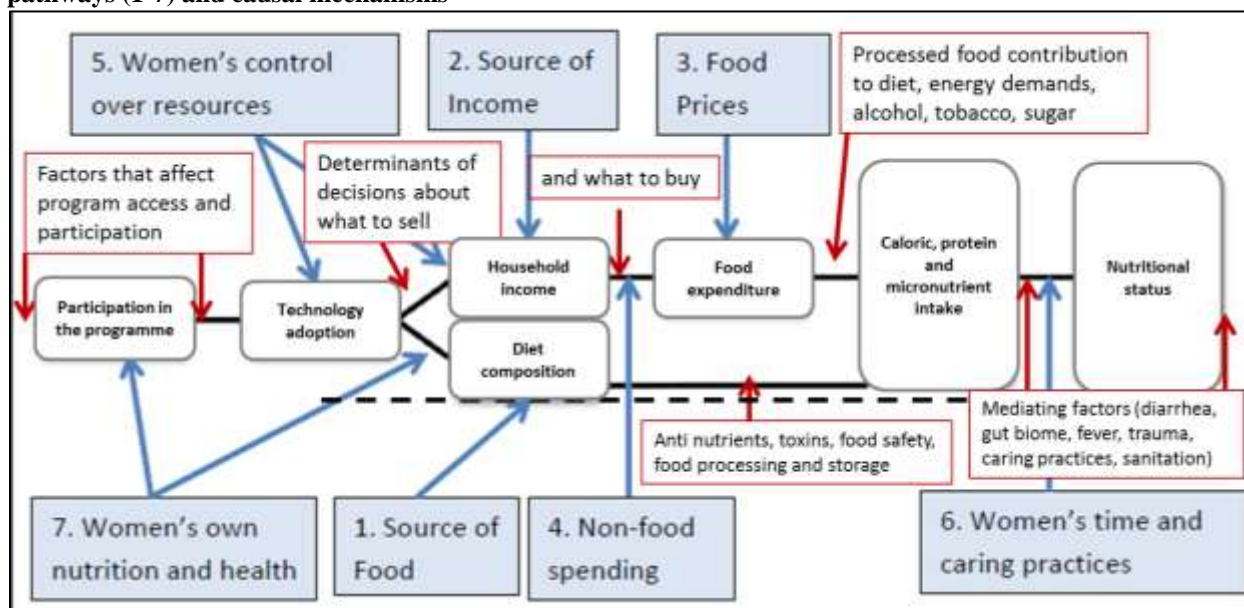 pathways (1-7) and causal mechanisms
5. Women's control
over resources
2. Source of
Income
3. Food
Prices
Processed food contribution
to diet, energy demands,
alcohol, tobacco, sugar
Factors that affect
program access and
participation
Determinants of
decisions about
what to sell
and what to buy
Participation in
the programme
Technology
adoption
Household
income
Food
expenditure
Caloric, protein
and
micronutrient
intake
Nutritional
status
Diet
composition
Anti nutrients, toxins, food safety,
food processing and storage
Mediating factors (diarrhea,
gut biome, fever, trauma,
caring practices, sanitation)
7. Women's own
nutrition and health
1. Source of
Food
4. Non-food
spending
6. Women's time and
caring practices